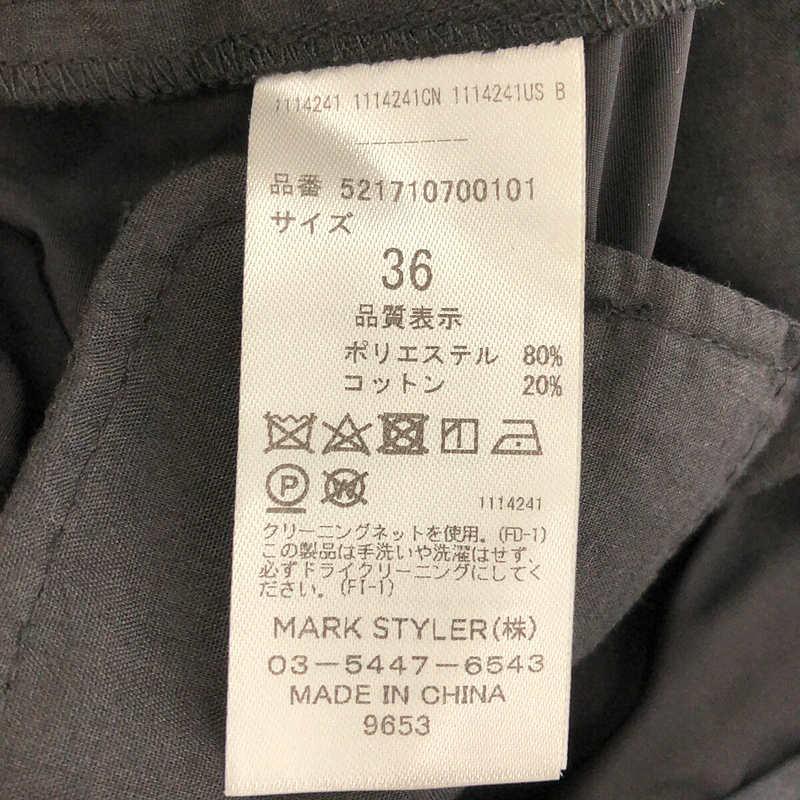 1114241 1114241CN 1114241US B
-------
品番 521710700101
サイズ
36
品質表示
ポリエステル 80%
コットン 20%
P W
1114241
クリーニングネットを使用。(FD-1)
この製品は手洗いや洗濯はせず、
必ずドライクリーニングにしてく
ださい。(FI-1)
MARK STYLER(株)
03-5447-6543
MADE IN CHINA
9653